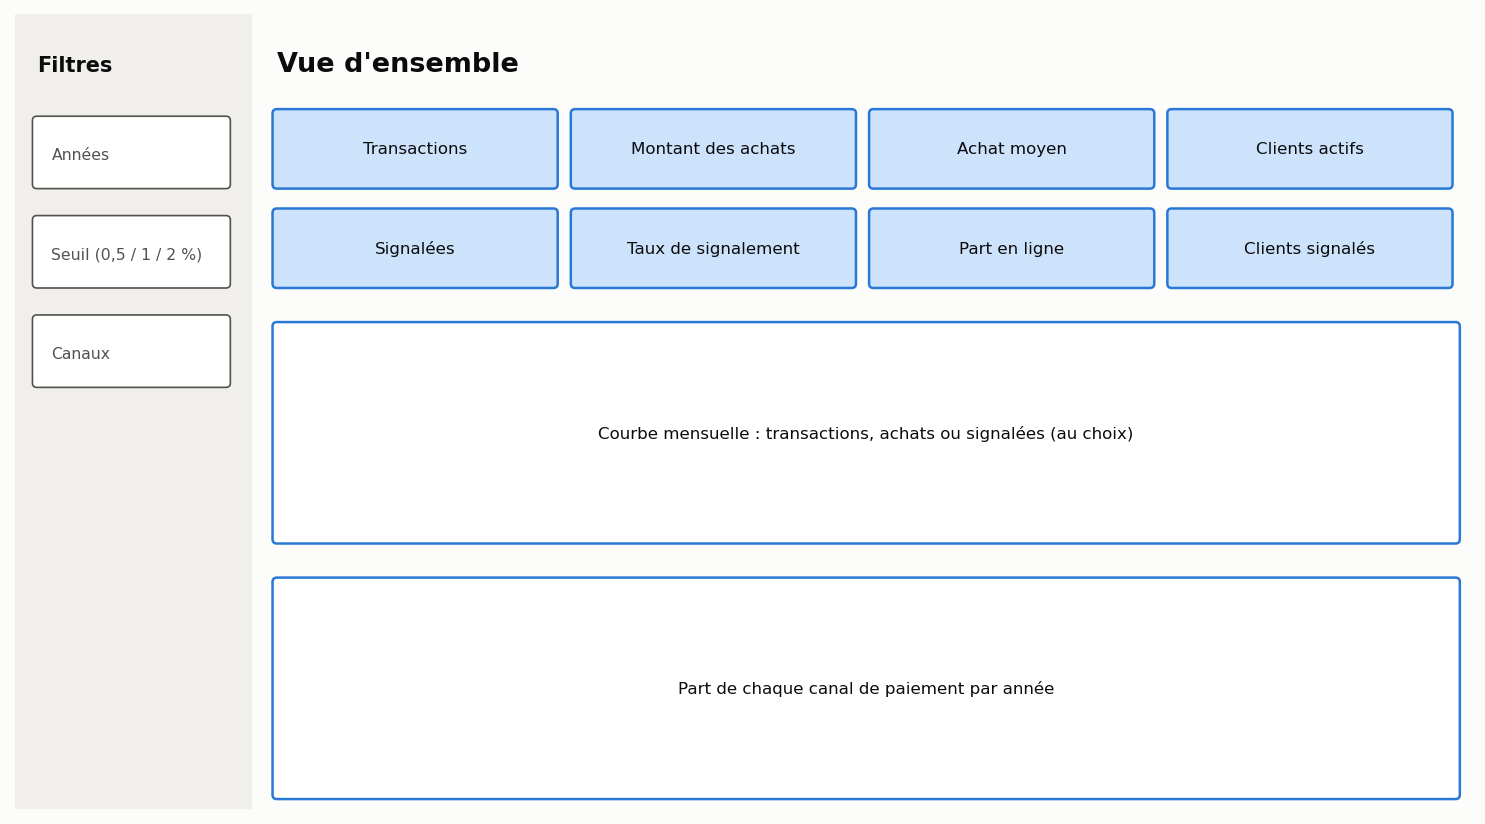 Filtres
Années
Seuil (0,5 / 1 / 2 %)
Canaux
Vue d'ensemble
Transactions
Montant des achats
Achat moyen
Clients actifs
Signalées
Taux de signalement
Part en ligne
Clients signalés
Courbe mensuelle : transactions, achats ou signalées (au choix)
Part de chaque canal de paiement par année